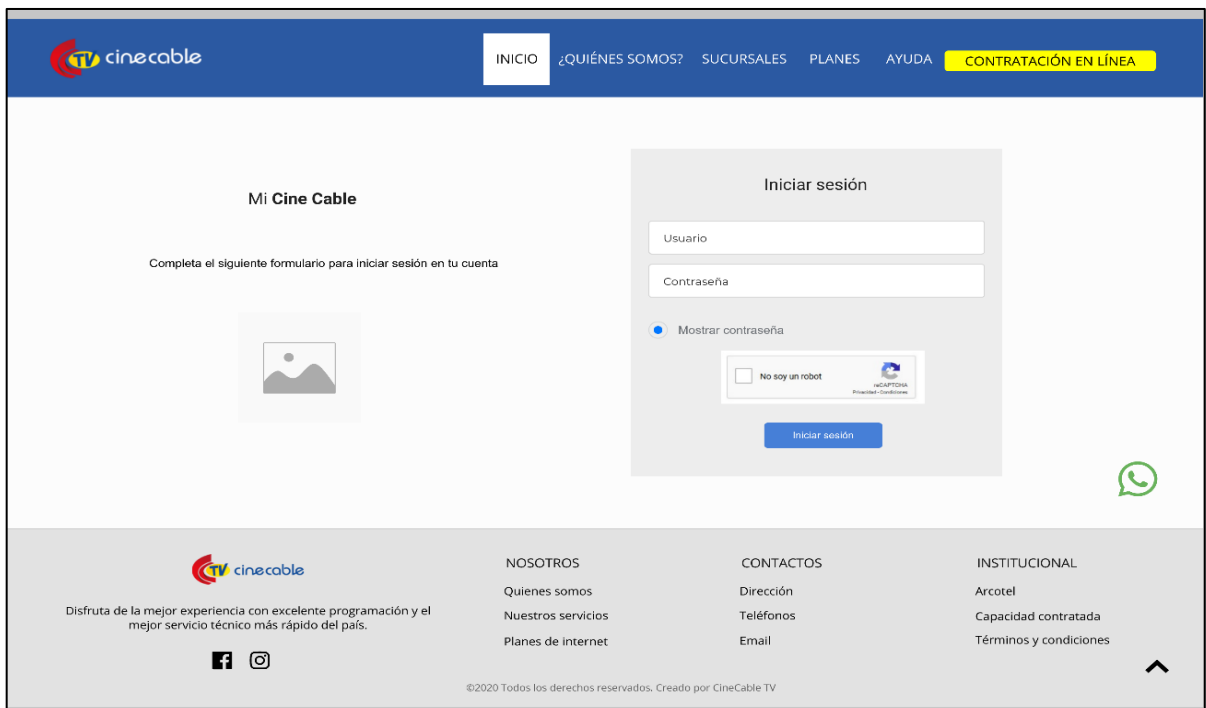 TV cinecable
INICIO
¿QUIÉNES SOMOS?
SUCURSALES
PLANES
AYUDA
CONTRATACIÓN EN LÍNEA
Mi Cine Cable
Completa el siguiente formulario para iniciar sesión en tu cuenta
Iniciar sesión
Usuario
Contraseña
Mostrar contraseña
No soy un robot
reCAPTCHA
Privacidad - Condiciones
Iniciar sesión
TV cinecable
Disfruta de la mejor experiencia con excelente programación y el
mejor servicio técnico más rápido del país.
NOSOTROS
Quienes somos
Nuestros servicios
Planes de internet
CONTACTOS
Dirección
Teléfonos
Email
INSTITUCIONAL
Arcotel
Capacidad contratada
Términos y condiciones
©2020 Todos los derechos reservados. Creado por CineCable TV